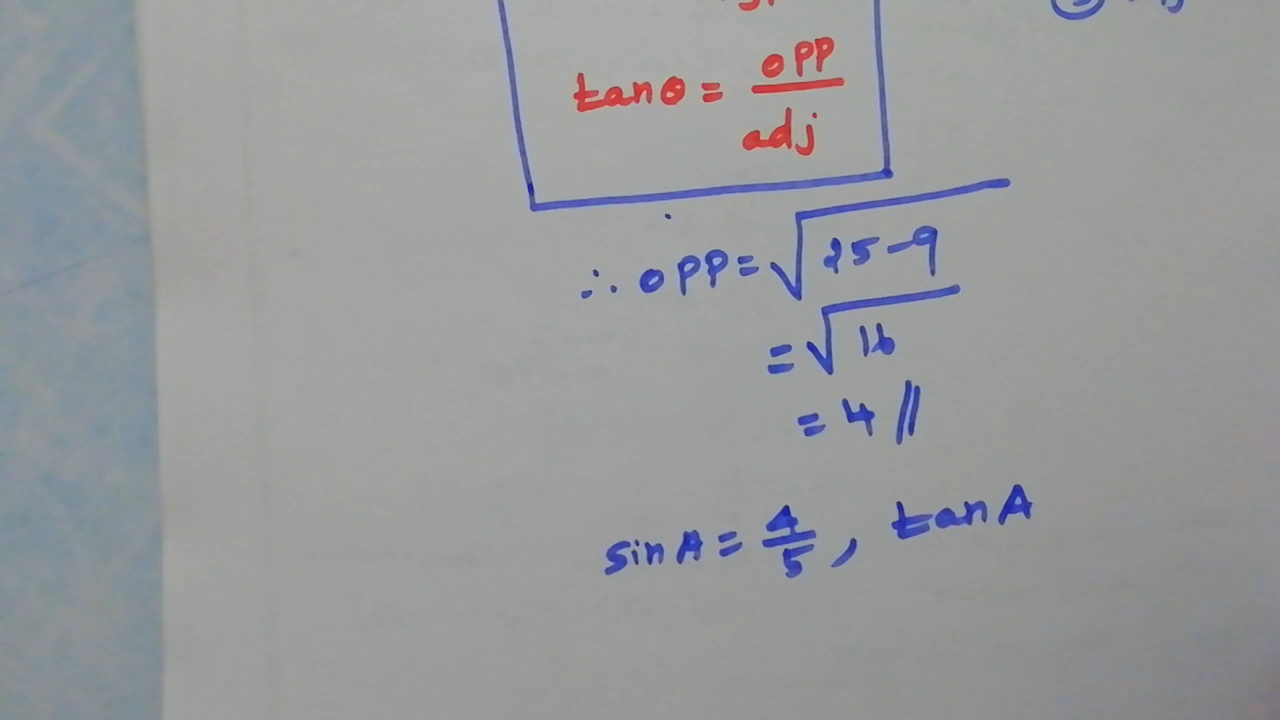 tanθ = opp/adj
∴ opp = √25-9
= √16
= 4 //
sinA = 4/5, tanA